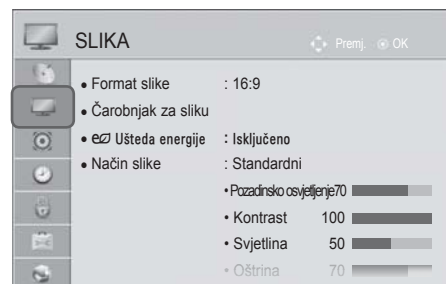 SLIKA
Premj. OK
• Format slike : 16:9
• Čarobnjak za sliku
• Ušteda energije : Isključeno
• Način slike : Standardni
• Pozadinsko osvjetljenje 70
• Kontrast 100
• Svjetlina 50
• Oštrina 70